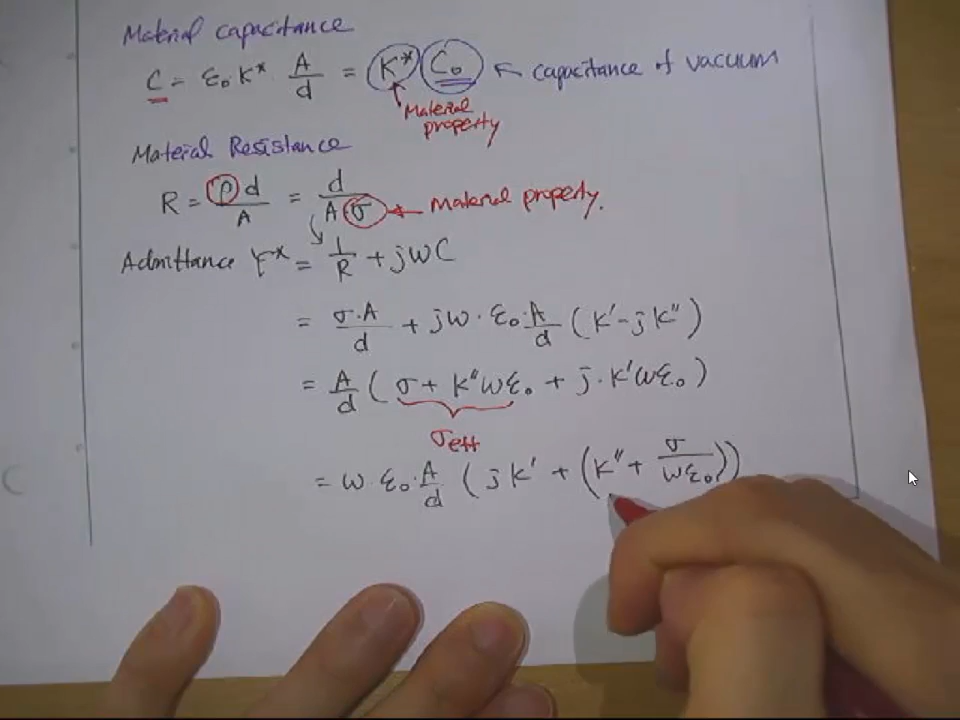 Material capacitance
C = ε₀ K* A/d = K* C₀ ← capacitance of vacuum
Material property
Material Resistance
R = ρd/A = d/(A·σ) ← Material property.
Admittance Y* = 1/R + jωC
= σ·A/d + jω·ε₀·A/d (K'-jK")
= A/d (σ + K"ωε₀ + j·K'ωε₀)
σeff
= ω·ε₀·A/d (jK' + (K" + σ/ωε₀))